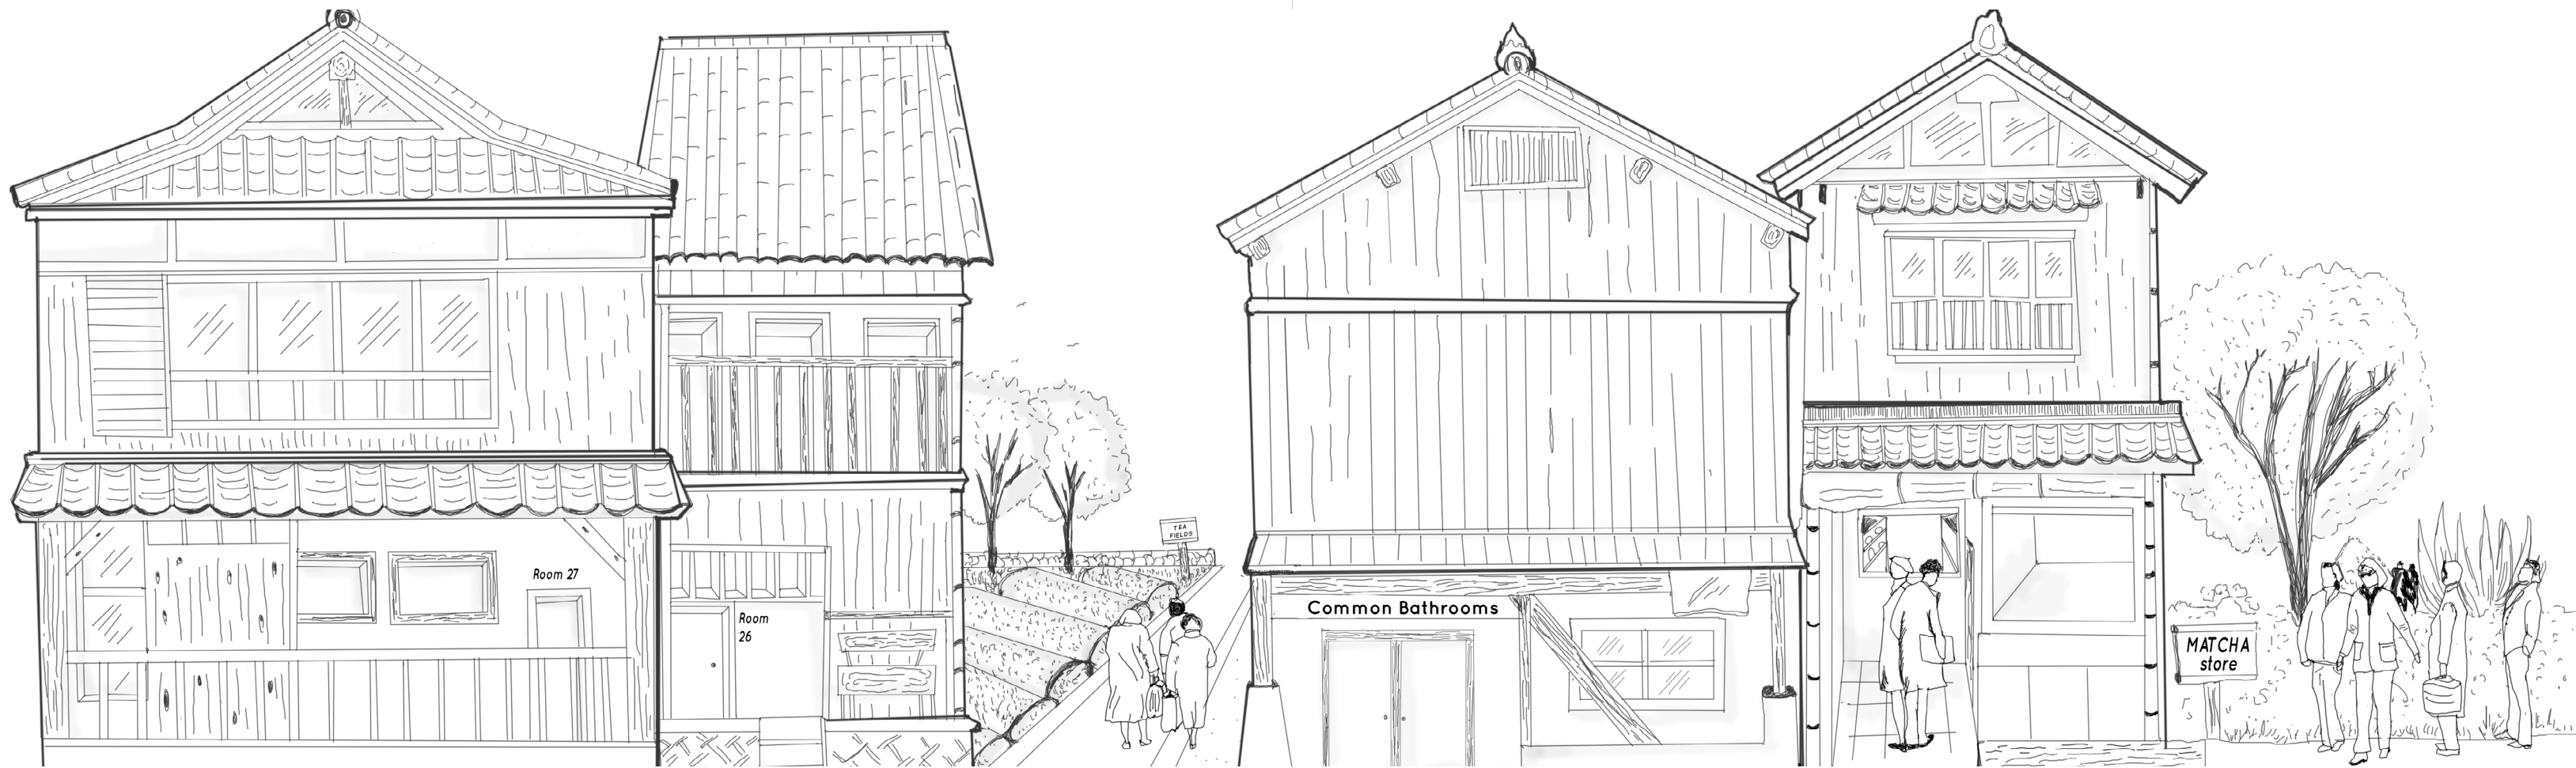 Room 27
Room
26
TEA
FIELDS
Common Bathrooms
MATCHA
store